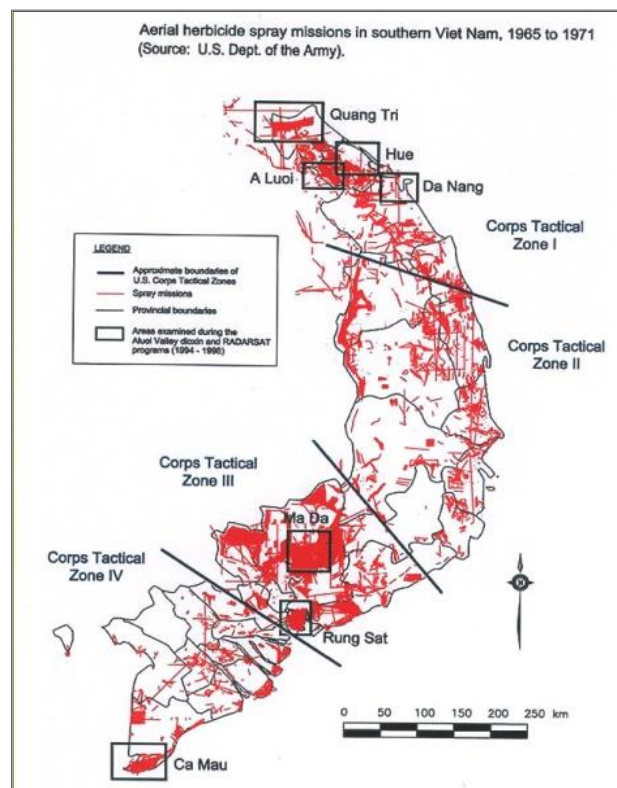 Aerial herbicide spray missions in southern Viet Nam, 1965 to 1971
(Source: U.S. Dept. of the Army).
Quang Tri
Hue
A Luoi
Da Nang
Corps Tactical
Zone I
LEGEND
Approximate boundaries of
U.S. Corps Tactical Zones
Spray missions
Provincial boundaries
Areas examined during the
Aluoi Valley dioxin and RADARSAT
programs (1994 - 1998)
Corps Tactical
Zone II
Corps Tactical
Zone III
Ma Da
Corps Tactical
Zone IV
Rung Sat
0 50 100 150 200 250 km
Ca Mau